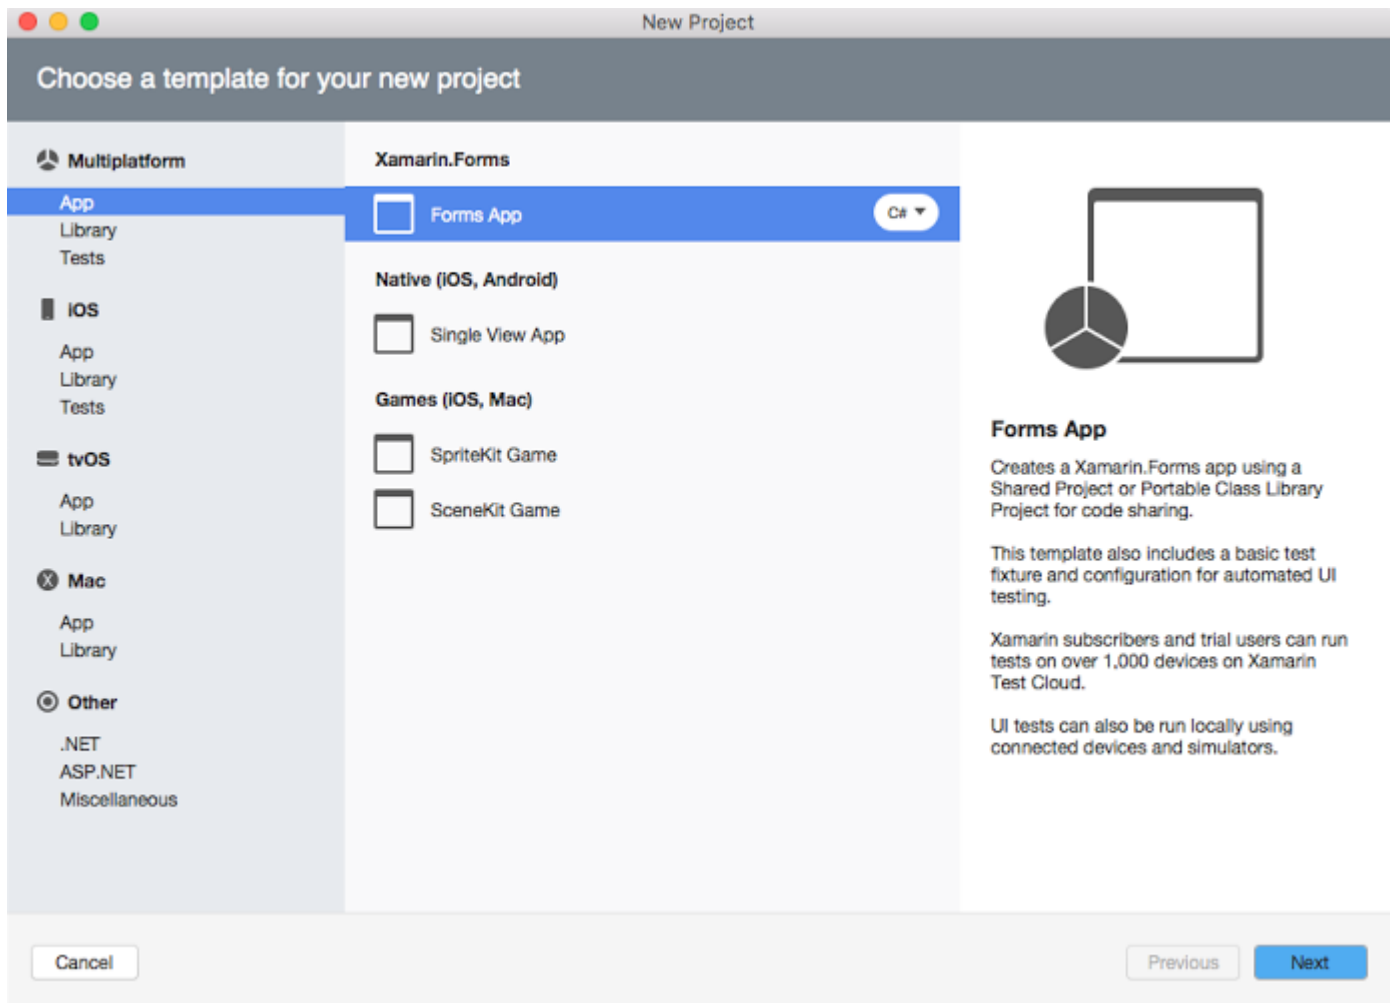 New Project
Choose a template for your new project
Multiplatform
App
Library
Tests
iOS
App
Library
Tests
tvOS
App
Library
Mac
App
Library
Other
.NET
ASP.NET
Miscellaneous
Xamarin.Forms
Forms App
C#
Native (iOS, Android)
Single View App
Games (iOS, Mac)
SpriteKit Game
SceneKit Game
Forms App
Creates a Xamarin.Forms app using a
Shared Project or Portable Class Library
Project for code sharing.
This template also includes a basic test
fixture and configuration for automated UI
testing.
Xamarin subscribers and trial users can run
tests on over 1,000 devices on Xamarin
Test Cloud.
UI tests can also be run locally using
connected devices and simulators.
Cancel
Previous
Next